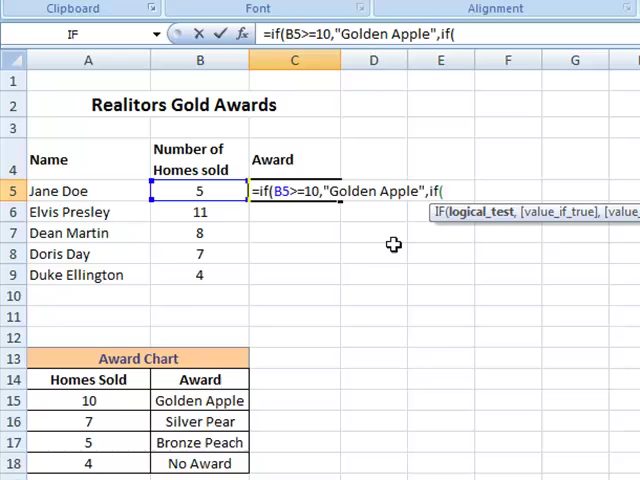 Clipboard Font Alignment
IF =if(B5>=10,"Golden Apple",if(
A B C D E F G
1
2 Realitors Gold Awards
3
Number of
4 Name Homes sold Award
5 Jane Doe 5 =if(B5>=10,"Golden Apple",if(
6 Elvis Presley 11 IF(logical_test, [value_if_true], [value_
7 Dean Martin 8
8 Doris Day 7
9 Duke Ellington 4
10
11
12
13 Award Chart
14 Homes Sold Award
15 10 Golden Apple
16 7 Silver Pear
17 5 Bronze Peach
18 4 No Award